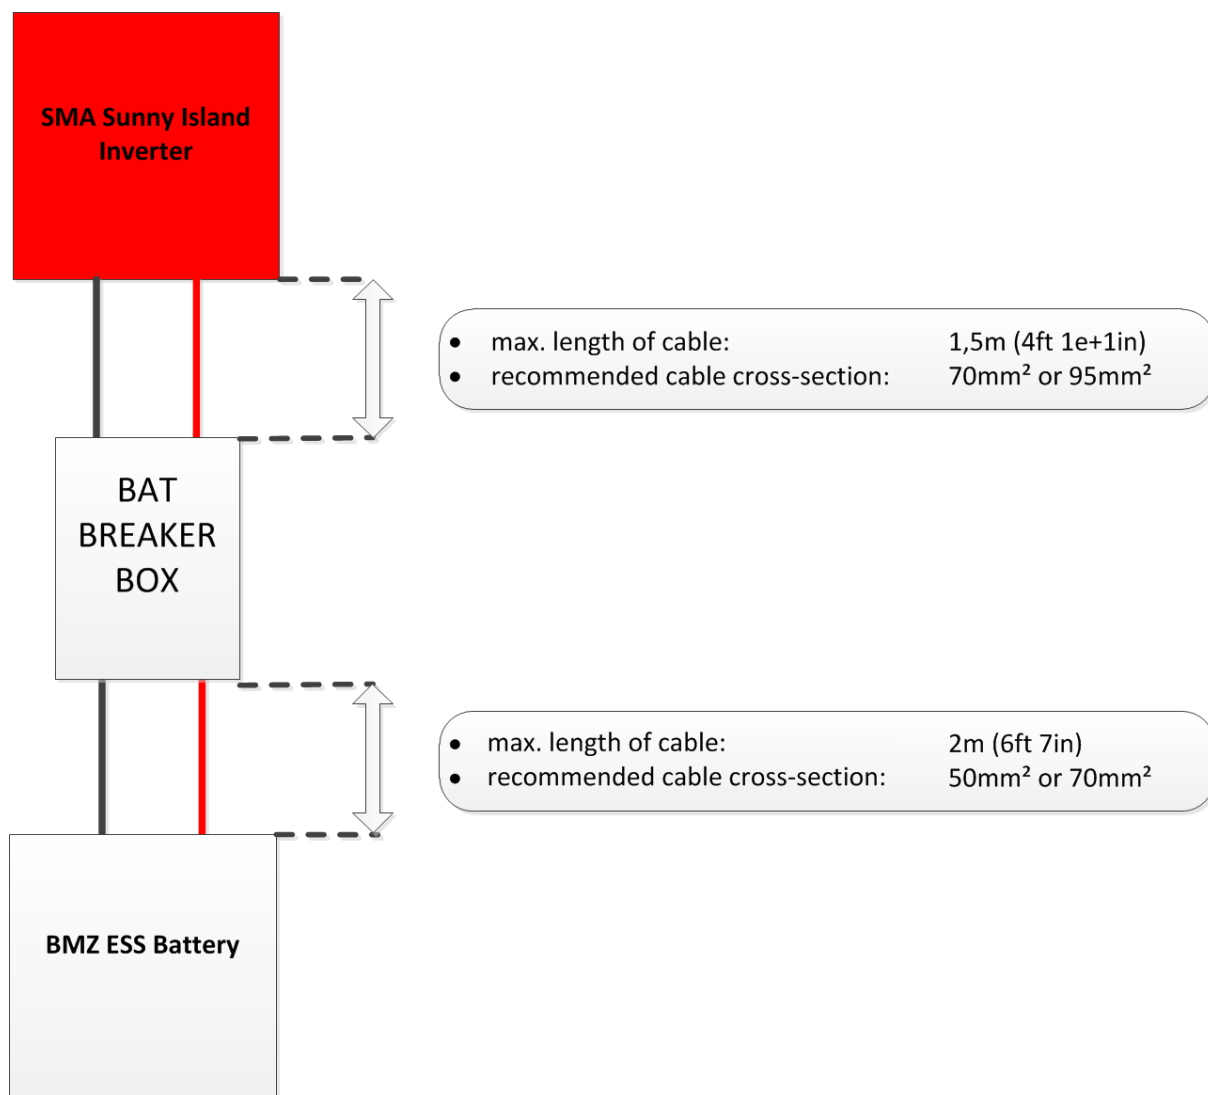 SMA Sunny Island
Inverter
• max. length of cable: 1,5m (4ft 1e+1in)
• recommended cable cross-section: 70mm² or 95mm²
BAT
BREAKER
BOX
• max. length of cable: 2m (6ft 7in)
• recommended cable cross-section: 50mm² or 70mm²
BMZ ESS Battery